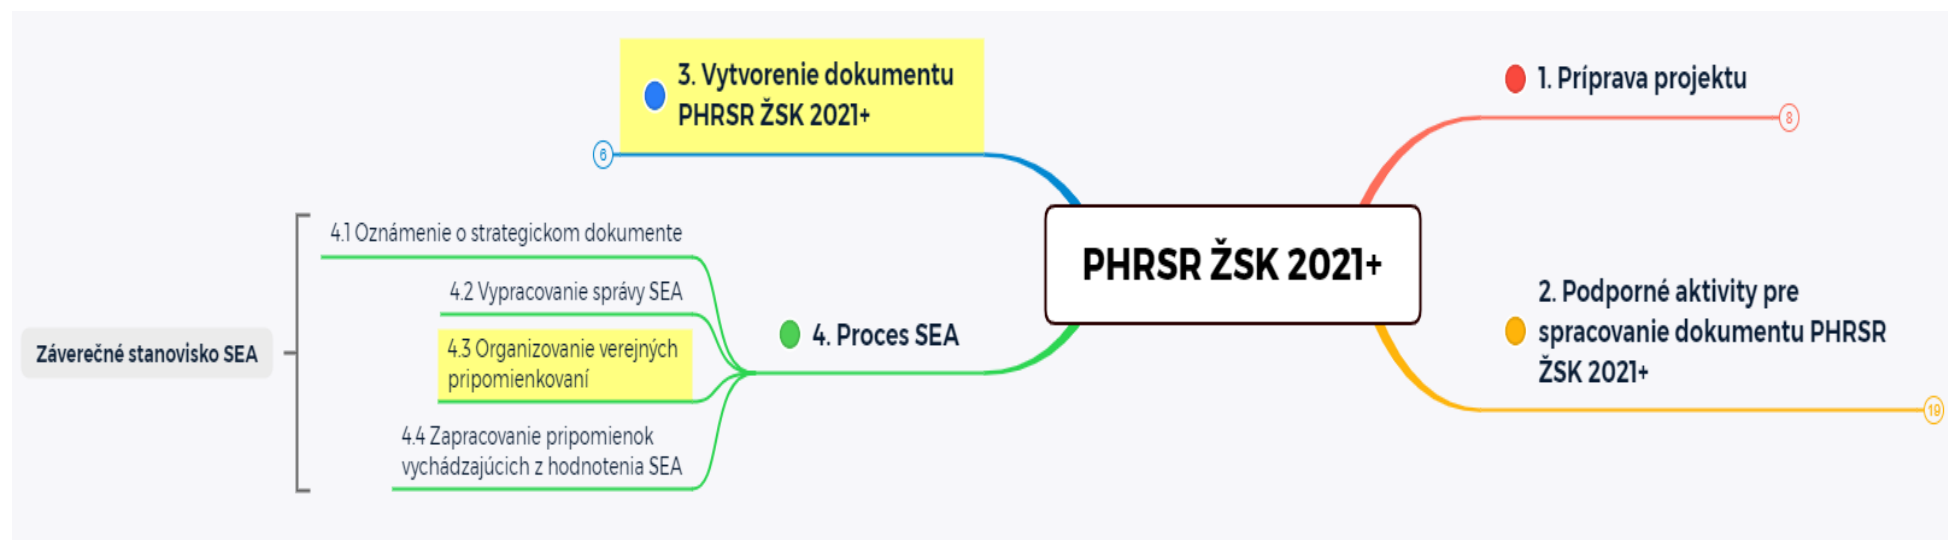 PHRSR ŽSK 2021+
1. Príprava projektu
8
2. Podporné aktivity pre
spracovanie dokumentu PHRSR
ŽSK 2021+
19
3. Vytvorenie dokumentu
PHRSR ŽSK 2021+
6
4. Proces SEA
4.1 Oznámenie o strategickom dokumente
4.2 Vypracovanie správy SEA
4.3 Organizovanie verejných
pripomienkovaní
4.4 Zapracovanie pripomienok
vychádzajúcich z hodnotenia SEA
Záverečné stanovisko SEA